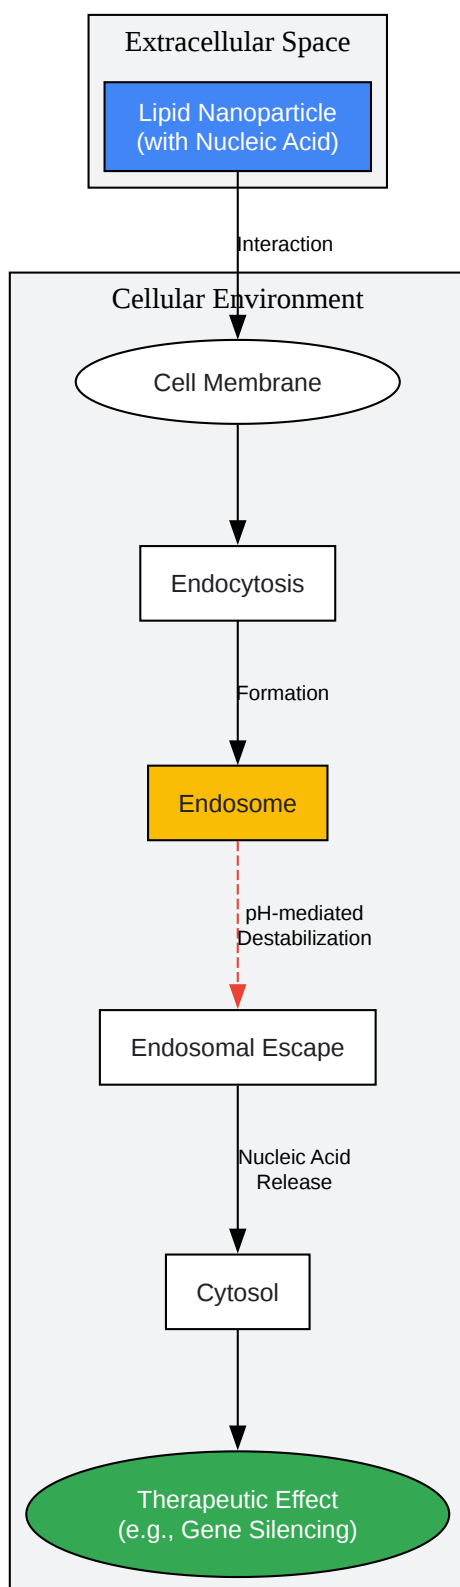 Extracellular Space
Lipid Nanoparticle
(with Nucleic Acid)
Interaction
Cellular Environment
Cell Membrane
Endocytosis
Formation
Endosome
pH-mediated
Destabilization
Endosomal Escape
Nucleic Acid
Release
Cytosol
Therapeutic Effect
(e.g., Gene Silencing)